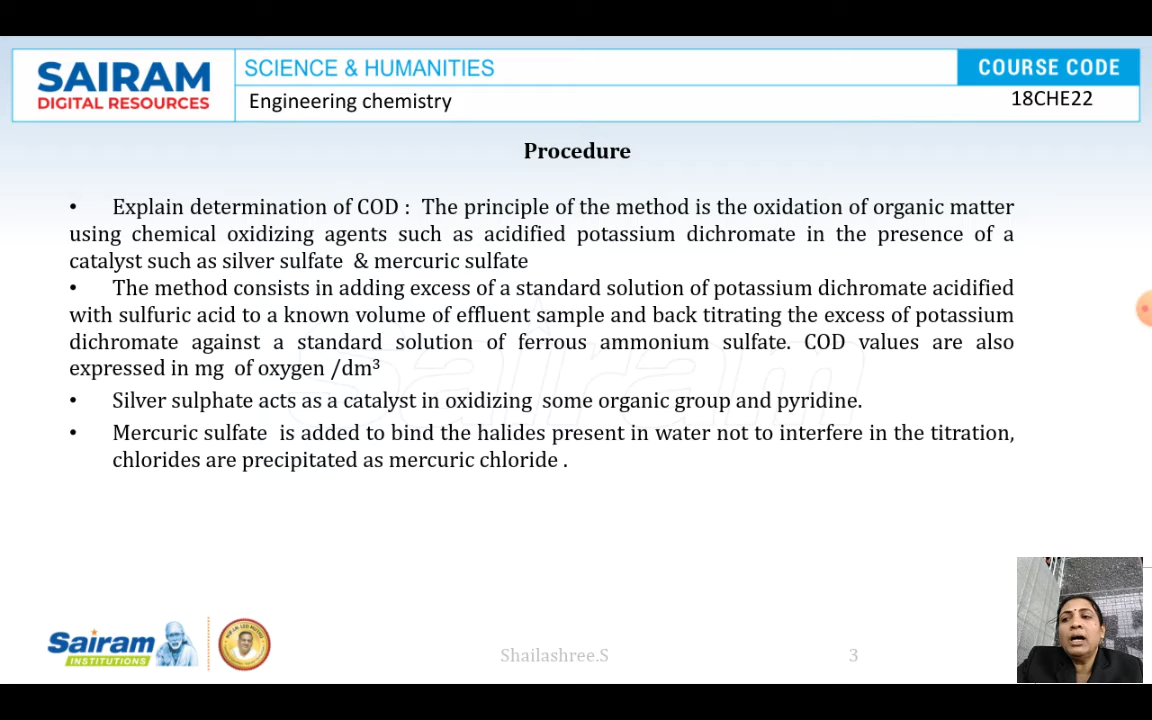 SAIRAM
DIGITAL RESOURCES
SCIENCE & HUMANITIES
COURSE CODE
Engineering chemistry
18CHE22
Procedure
• Explain determination of COD : The principle of the method is the oxidation of organic matter
using chemical oxidizing agents such as acidified potassium dichromate in the presence of a
catalyst such as silver sulfate & mercuric sulfate
• The method consists in adding excess of a standard solution of potassium dichromate acidified
with sulfuric acid to a known volume of effluent sample and back titrating the excess of potassium
dichromate against a standard solution of ferrous ammonium sulfate. COD values are also
expressed in mg of oxygen /dm³
• Silver sulphate acts as a catalyst in oxidizing some organic group and pyridine.
• Mercuric sulfate is added to bind the halides present in water not to interfere in the titration,
chlorides are precipitated as mercuric chloride .
Sairam
Sairam
INSTITUTIONS
Shailashree.S
3